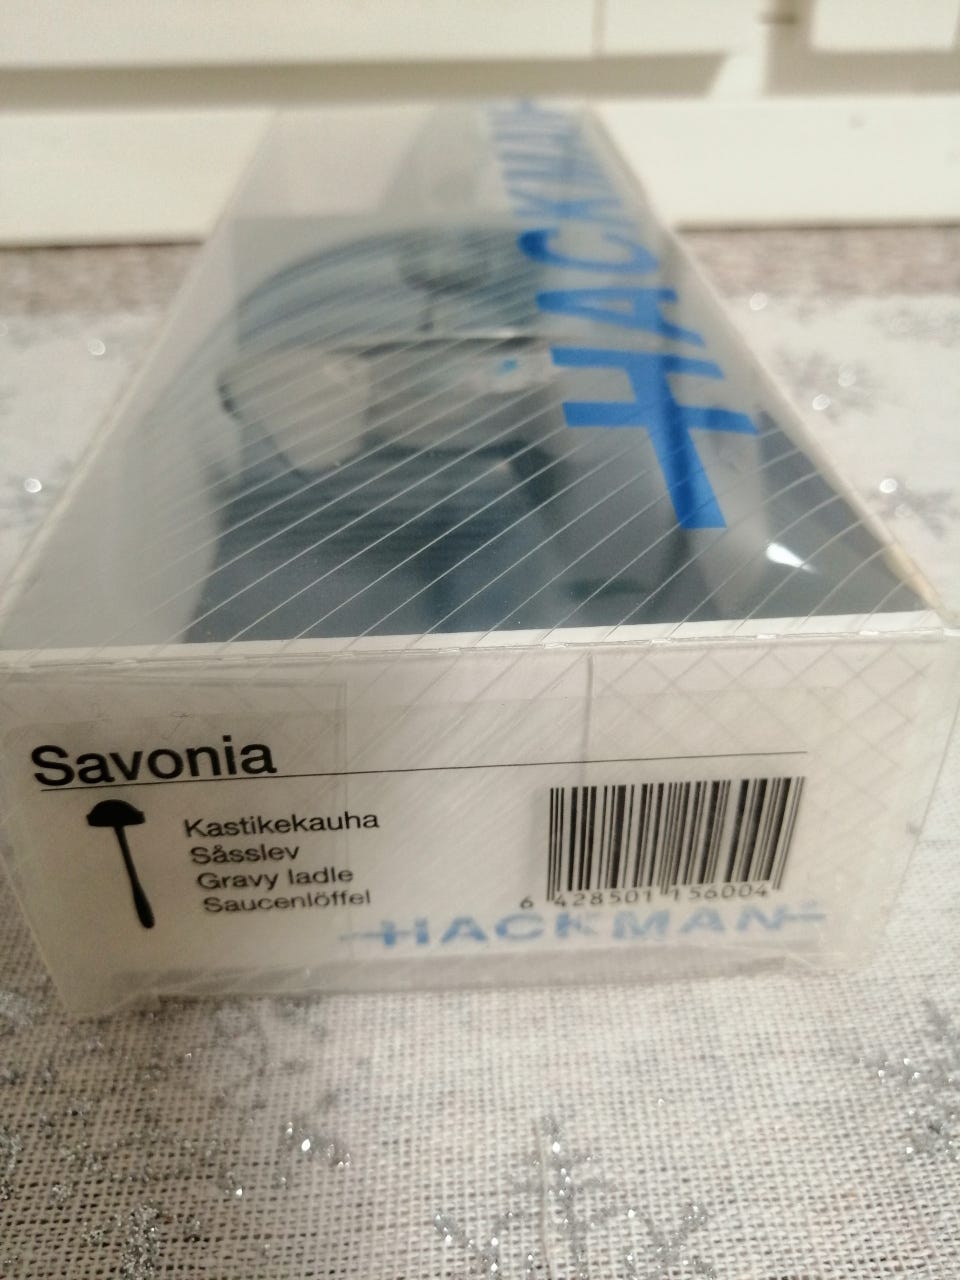 HACKMAN
Savonia
Kastikekauha
Såsslev
Gravy ladle
Saucenlöffel
6 428501 156004
HACKMAN